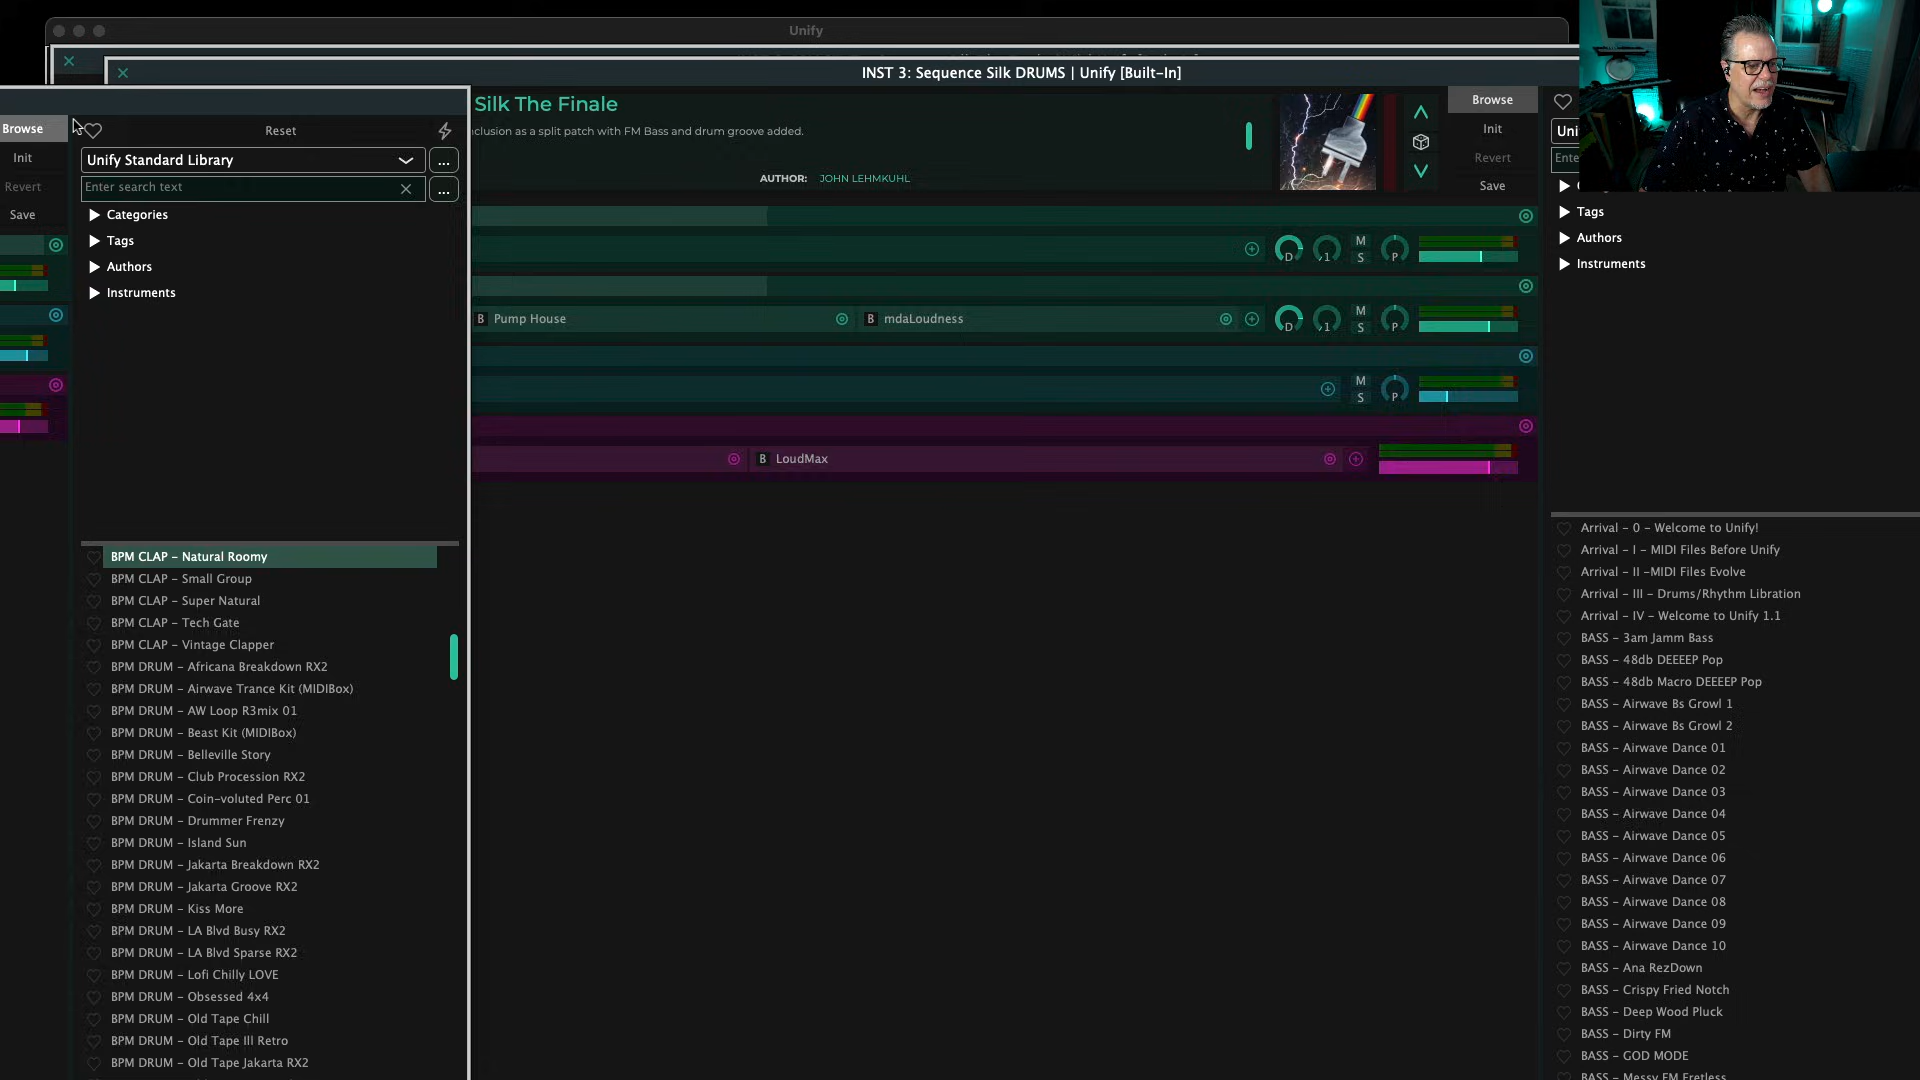 Unify
INST 3: Sequence Silk DRUMS | Unify [Built-In]
Browse
Init
Revert
Save
Reset
Unify Standard Library
...
Enter search text
...
Categories
Tags
Authors
Instruments
BPM CLAP – Natural Roomy
BPM CLAP – Small Group
BPM CLAP – Super Natural
BPM CLAP – Tech Gate
BPM CLAP – Vintage Clapper
BPM DRUM – Africana Breakdown RX2
BPM DRUM – Airwave Trance Kit (MIDIBox)
BPM DRUM – AW Loop R3mix 01
BPM DRUM – Beast Kit (MIDIBox)
BPM DRUM – Belleville Story
BPM DRUM – Club Procession RX2
BPM DRUM – Coin-voluted Perc 01
BPM DRUM – Drummer Frenzy
BPM DRUM – Island Sun
BPM DRUM – Jakarta Breakdown RX2
BPM DRUM – Jakarta Groove RX2
BPM DRUM – Kiss More
BPM DRUM – LA Blvd Busy RX2
BPM DRUM – LA Blvd Sparse RX2
BPM DRUM – Lofi Chilly LOVE
BPM DRUM – Obsessed 4x4
BPM DRUM – Old Tape Chill
BPM DRUM – Old Tape Ill Retro
BPM DRUM – Old Tape Jakarta RX2
Silk The Finale
nclusion as a split patch with FM Bass and drum groove added.
AUTHOR: JOHN LEHMKUHL
Browse
Init
Revert
Save
D 1 M S P
B Pump House B mdaLoudness D 1 M S P
M S P
B LoudMax
Uni
Ente
Tags
Authors
Instruments
Arrival – 0 – Welcome to Unify!
Arrival – I – MIDI Files Before Unify
Arrival – II –MIDI Files Evolve
Arrival – III – Drums/Rhythm Libration
Arrival – IV – Welcome to Unify 1.1
BASS – 3am Jamm Bass
BASS – 48db DEEEEP Pop
BASS – 48db Macro DEEEEP Pop
BASS – Airwave Bs Growl 1
BASS – Airwave Bs Growl 2
BASS – Airwave Dance 01
BASS – Airwave Dance 02
BASS – Airwave Dance 03
BASS – Airwave Dance 04
BASS – Airwave Dance 05
BASS – Airwave Dance 06
BASS – Airwave Dance 07
BASS – Airwave Dance 08
BASS – Airwave Dance 09
BASS – Airwave Dance 10
BASS – Ana RezDown
BASS – Crispy Fried Notch
BASS – Deep Wood Pluck
BASS – Dirty FM
BASS – GOD MODE
BASS – Messy FM Fretless